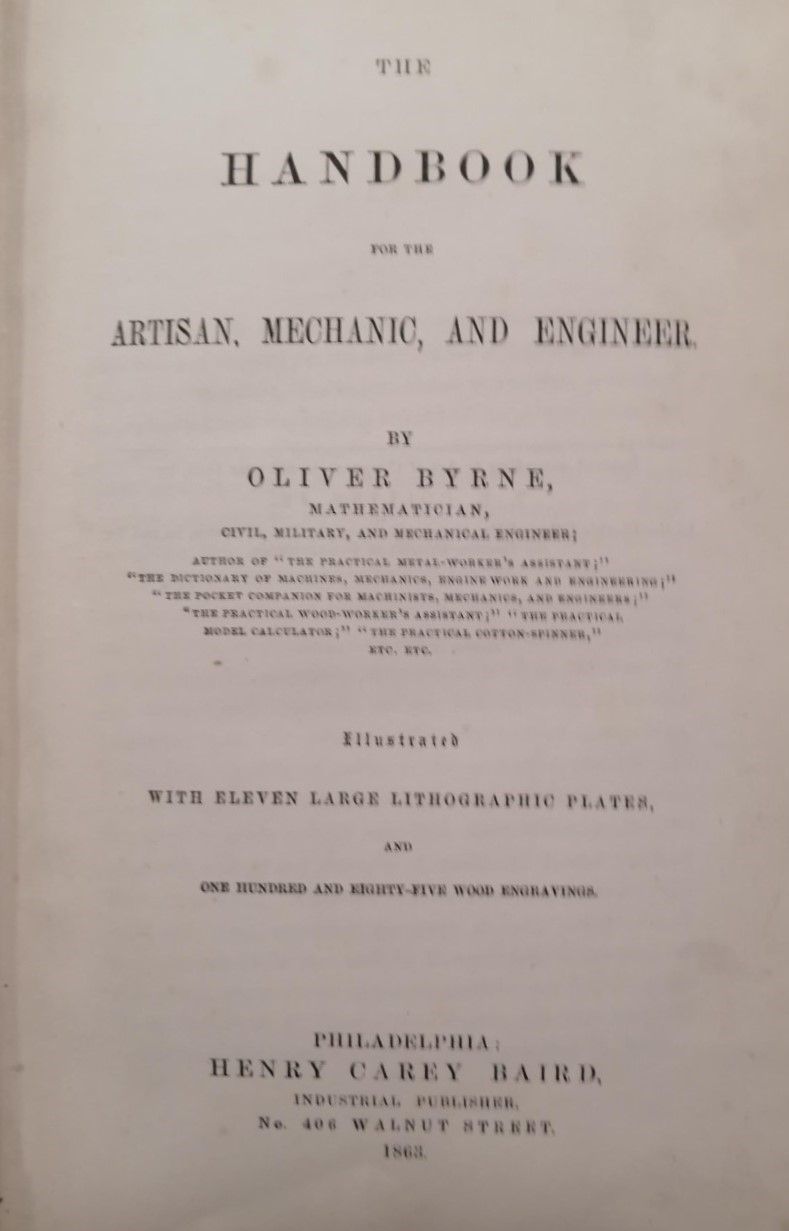 THE
HANDBOOK
FOR THE
ARTISAN, MECHANIC, AND ENGINEER.
BY
OLIVER BYRNE,
MATHEMATICIAN,
CIVIL, MILITARY, AND MECHANICAL ENGINEER;
AUTHOR OF "THE PRACTICAL METAL-WORKER'S ASSISTANT;"
"THE DICTIONARY OF MACHINES, MECHANICS, ENGINE WORK AND ENGINEERING;"
"THE POCKET COMPANION FOR MACHINISTS, MECHANICS, AND ENGINEERS;"
"THE PRACTICAL WOOD-WORKER'S ASSISTANT;" "THE PRACTICAL
MODEL CALCULATOR;" "THE PRACTICAL COTTON-SPINNER,"
ETC. ETC.
Illustrated
WITH ELEVEN LARGE LITHOGRAPHIC PLATES,
AND
ONE HUNDRED AND EIGHTY-FIVE WOOD ENGRAVINGS.
PHILADELPHIA:
HENRY CAREY BAIRD,
INDUSTRIAL PUBLISHER,
No. 406 WALNUT STREET.
1863.